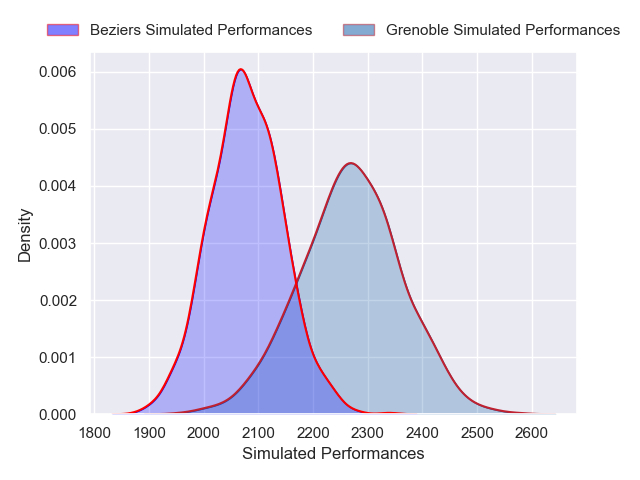 Beziers Simulated Performances
Grenoble Simulated Performances
0.006
0.005
0.004
0.003
0.002
0.001
0.000
Density
1800 1900 2000 2100 2200 2300 2400 2500 2600
Simulated Performances